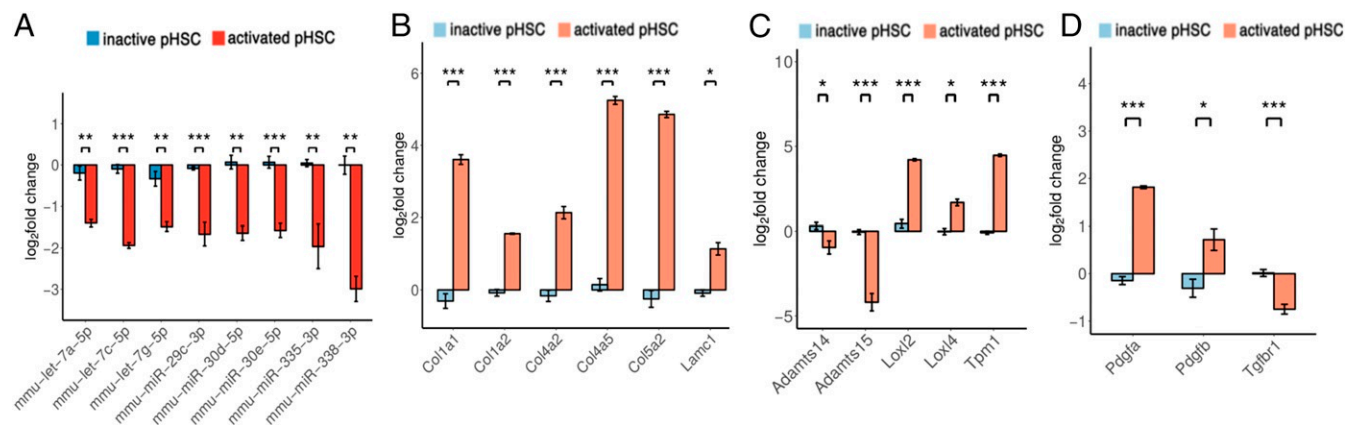 A
inactive pHSC activated pHSC
log2fold change
1
0
−1
−2
−3
** *** ** *** ** *** ** **
mmu−let−7a−5p
mmu−let−7c−5p
mmu−let−7g−5p
mmu−miR−29c−3p
mmu−miR−30d−5p
mmu−miR−30e−5p
mmu−miR−335−3p
mmu−miR−338−3p
B
inactive pHSC activated pHSC
log2fold change
6
4
2
0
*** *** *** *** *** *
Col1a1
Col1a2
Col4a2
Col4a5
Col5a2
Lamc1
C
inactive pHSC activated pHSC
log2fold change
10
5
0
−5
* *** *** * ***
Adamts14
Adamts15
Loxl2
Loxl4
Tpm1
D
inactive pHSC activated pHSC
log2fold change
4
3
2
1
0
−1
*** * ***
Pdgfa
Pdgfb
Tgfbr1